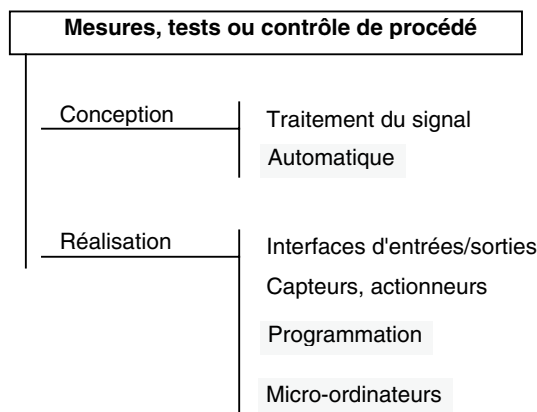 Mesures, tests ou contrôle de procédé
Conception
Traitement du signal
Automatique
Réalisation
Interfaces d'entrées/sorties
Capteurs, actionneurs
Programmation
Micro-ordinateurs